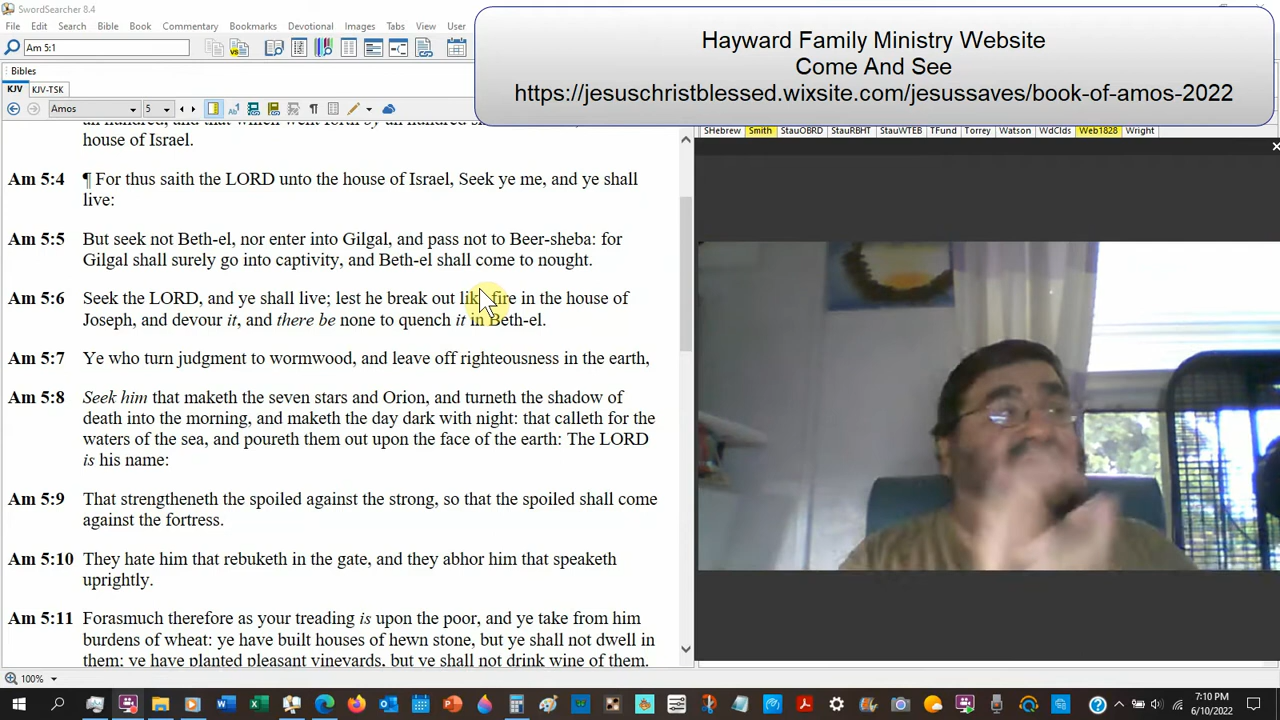 SwordSearcher 8.4
File Edit Search Bible Book Commentary Bookmarks Devotional Images Tabs View User
Am 5:1
Bibles
KJV KJV-TSK
Amos 5
Hayward Family Ministry Website
Come And See
https://jesuschristblessed.wixsite.com/jesussaves/book-of-amos-2022
SHebrew Smith StauOBRD StauRBHT StauWTEB TFund Torrey Watson WdClds Web1828 Wright
house of Israel.
Am 5:4 ¶ For thus saith the LORD unto the house of Israel, Seek ye me, and ye shall
live:
Am 5:5 But seek not Beth-el, nor enter into Gilgal, and pass not to Beer-sheba: for
Gilgal shall surely go into captivity, and Beth-el shall come to nought.
Am 5:6 Seek the LORD, and ye shall live; lest he break out like fire in the house of
Joseph, and devour it, and there be none to quench it in Beth-el.
Am 5:7 Ye who turn judgment to wormwood, and leave off righteousness in the earth,
Am 5:8 Seek him that maketh the seven stars and Orion, and turneth the shadow of
death into the morning, and maketh the day dark with night: that calleth for the
waters of the sea, and poureth them out upon the face of the earth: The LORD
is his name:
Am 5:9 That strengtheneth the spoiled against the strong, so that the spoiled shall come
against the fortress.
Am 5:10 They hate him that rebuketh in the gate, and they abhor him that speaketh
uprightly.
Am 5:11 Forasmuch therefore as your treading is upon the poor, and ye take from him
burdens of wheat: ye have built houses of hewn stone, but ye shall not dwell in
them; ye have planted pleasant vineyards, but ye shall not drink wine of them.
100%
7:10 PM
6/10/2022